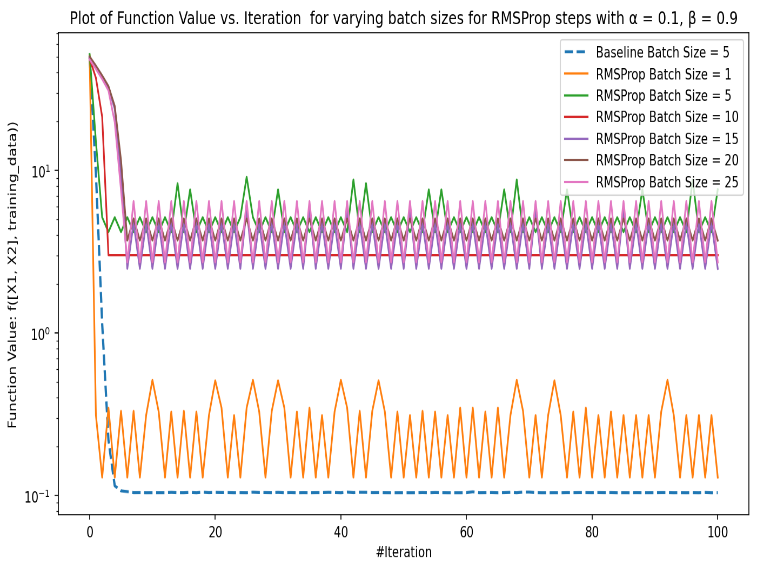 Plot of Function Value vs. Iteration  for varying batch sizes for RMSProp steps with α = 0.1, β = 0.9
Baseline Batch Size = 5
RMSProp Batch Size = 1
RMSProp Batch Size = 5
RMSProp Batch Size = 10
RMSProp Batch Size = 15
RMSProp Batch Size = 20
RMSProp Batch Size = 25
Function Value: f([X1, X2], training_data))
10¹
10⁰
10⁻¹
0 20 40 60 80 100
#Iteration